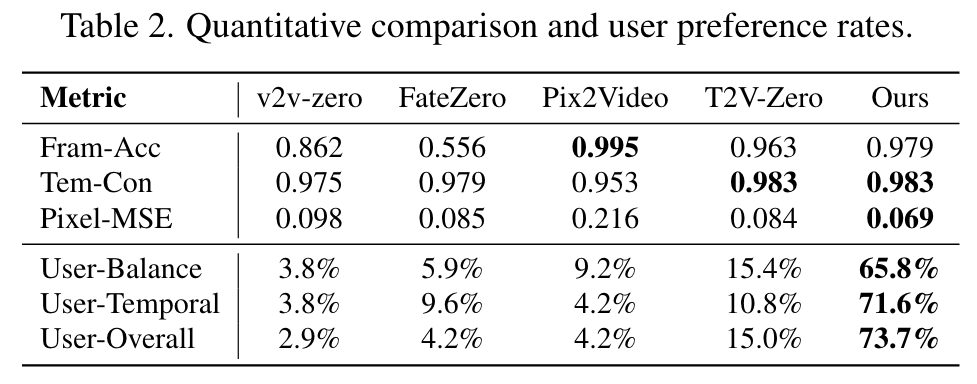 Table 2. Quantitative comparison and user preference rates.
Metric v2v-zero FateZero Pix2Video T2V-Zero Ours
Fram-Acc 0.862 0.556 0.995 0.963 0.979
Tem-Con 0.975 0.979 0.953 0.983 0.983
Pixel-MSE 0.098 0.085 0.216 0.084 0.069
User-Balance 3.8% 5.9% 9.2% 15.4% 65.8%
User-Temporal 3.8% 9.6% 4.2% 10.8% 71.6%
User-Overall 2.9% 4.2% 4.2% 15.0% 73.7%